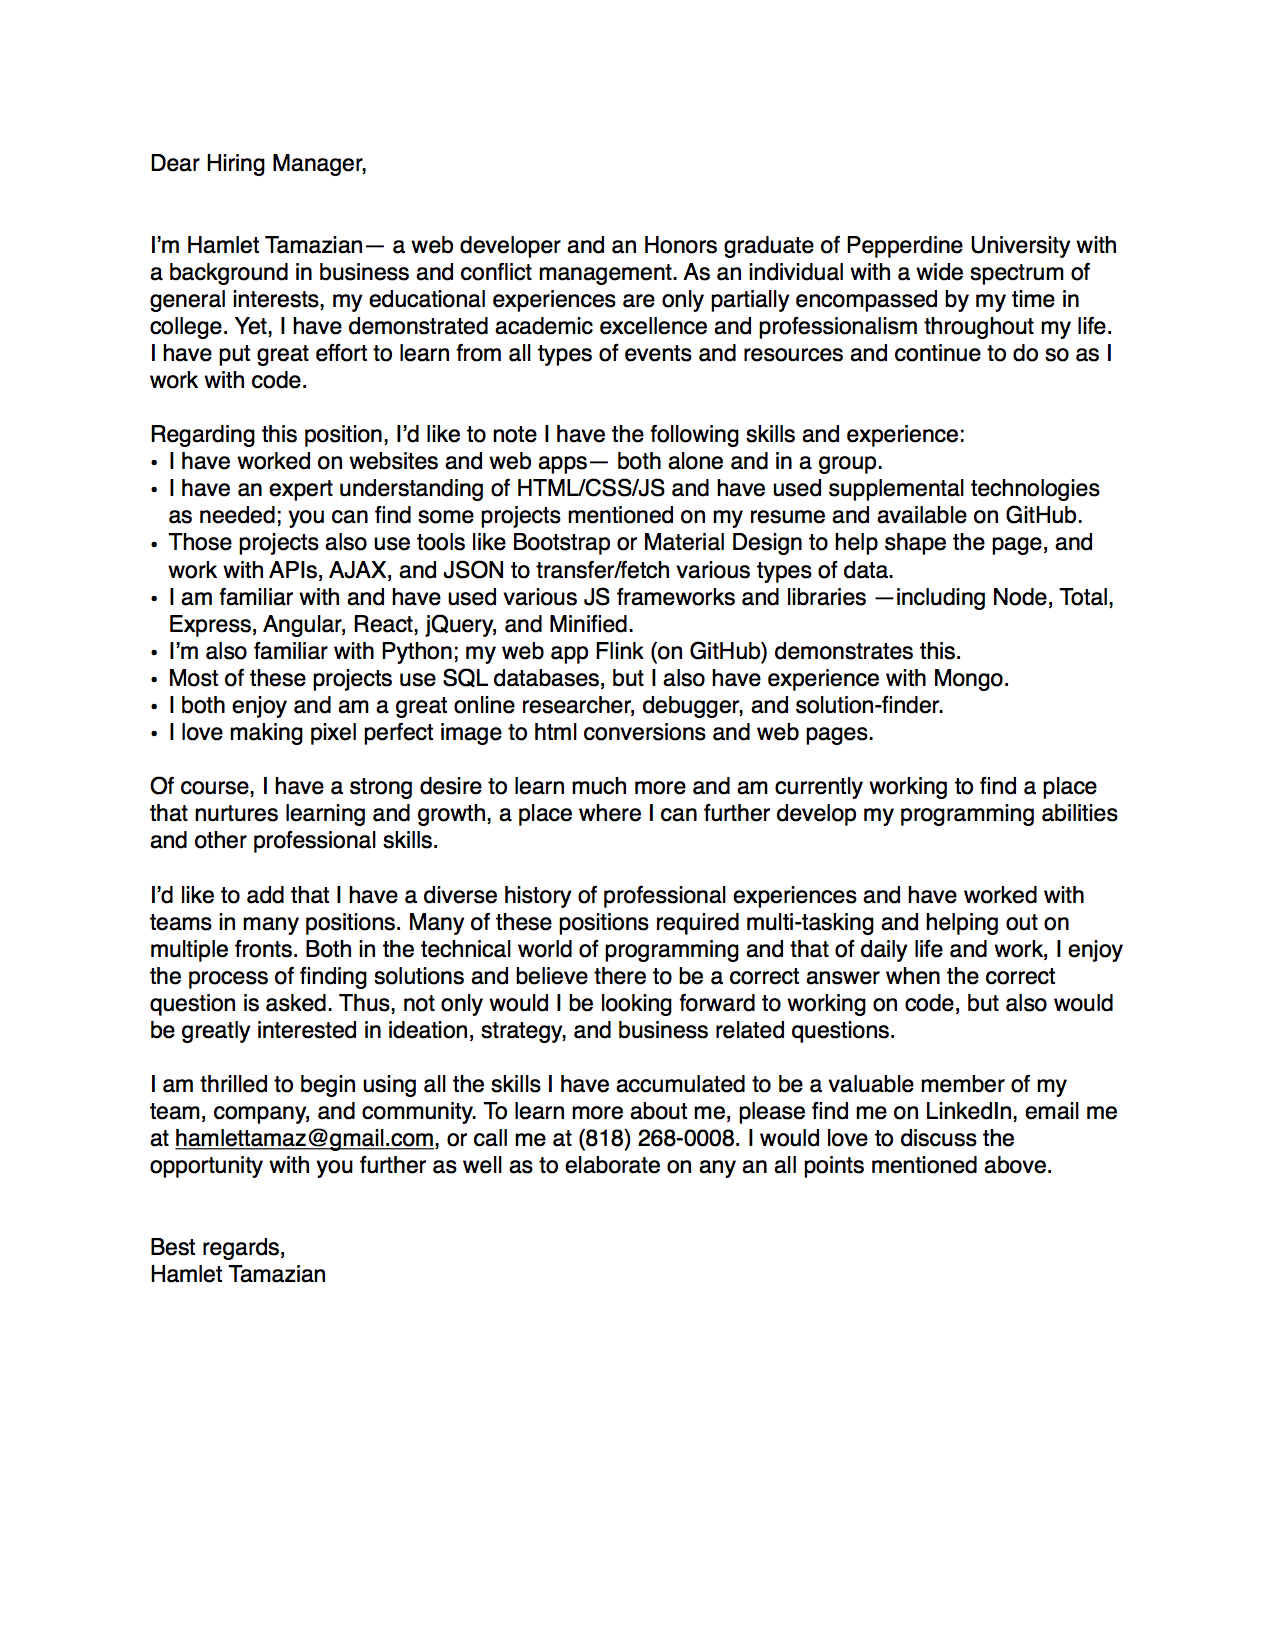 Dear Hiring Manager,
I’m Hamlet Tamazian— a web developer and an Honors graduate of Pepperdine University with
a background in business and conflict management. As an individual with a wide spectrum of
general interests, my educational experiences are only partially encompassed by my time in
college. Yet, I have demonstrated academic excellence and professionalism throughout my life.
I have put great effort to learn from all types of events and resources and continue to do so as I
work with code.
Regarding this position, I’d like to note I have the following skills and experience:
• I have worked on websites and web apps— both alone and in a group.
• I have an expert understanding of HTML/CSS/JS and have used supplemental technologies
as needed; you can find some projects mentioned on my resume and available on GitHub.
• Those projects also use tools like Bootstrap or Material Design to help shape the page, and
work with APIs, AJAX, and JSON to transfer/fetch various types of data.
• I am familiar with and have used various JS frameworks and libraries —including Node, Total,
Express, Angular, React, jQuery, and Minified.
• I’m also familiar with Python; my web app Flink (on GitHub) demonstrates this.
• Most of these projects use SQL databases, but I also have experience with Mongo.
• I both enjoy and am a great online researcher, debugger, and solution-finder.
• I love making pixel perfect image to html conversions and web pages.
Of course, I have a strong desire to learn much more and am currently working to find a place
that nurtures learning and growth, a place where I can further develop my programming abilities
and other professional skills.
I’d like to add that I have a diverse history of professional experiences and have worked with
teams in many positions. Many of these positions required multi-tasking and helping out on
multiple fronts. Both in the technical world of programming and that of daily life and work, I enjoy
the process of finding solutions and believe there to be a correct answer when the correct
question is asked. Thus, not only would I be looking forward to working on code, but also would
be greatly interested in ideation, strategy, and business related questions.
I am thrilled to begin using all the skills I have accumulated to be a valuable member of my
team, company, and community. To learn more about me, please find me on LinkedIn, email me
at hamlettamaz@gmail.com, or call me at (818) 268-0008. I would love to discuss the
opportunity with you further as well as to elaborate on any an all points mentioned above.
Best regards,
Hamlet Tamazian